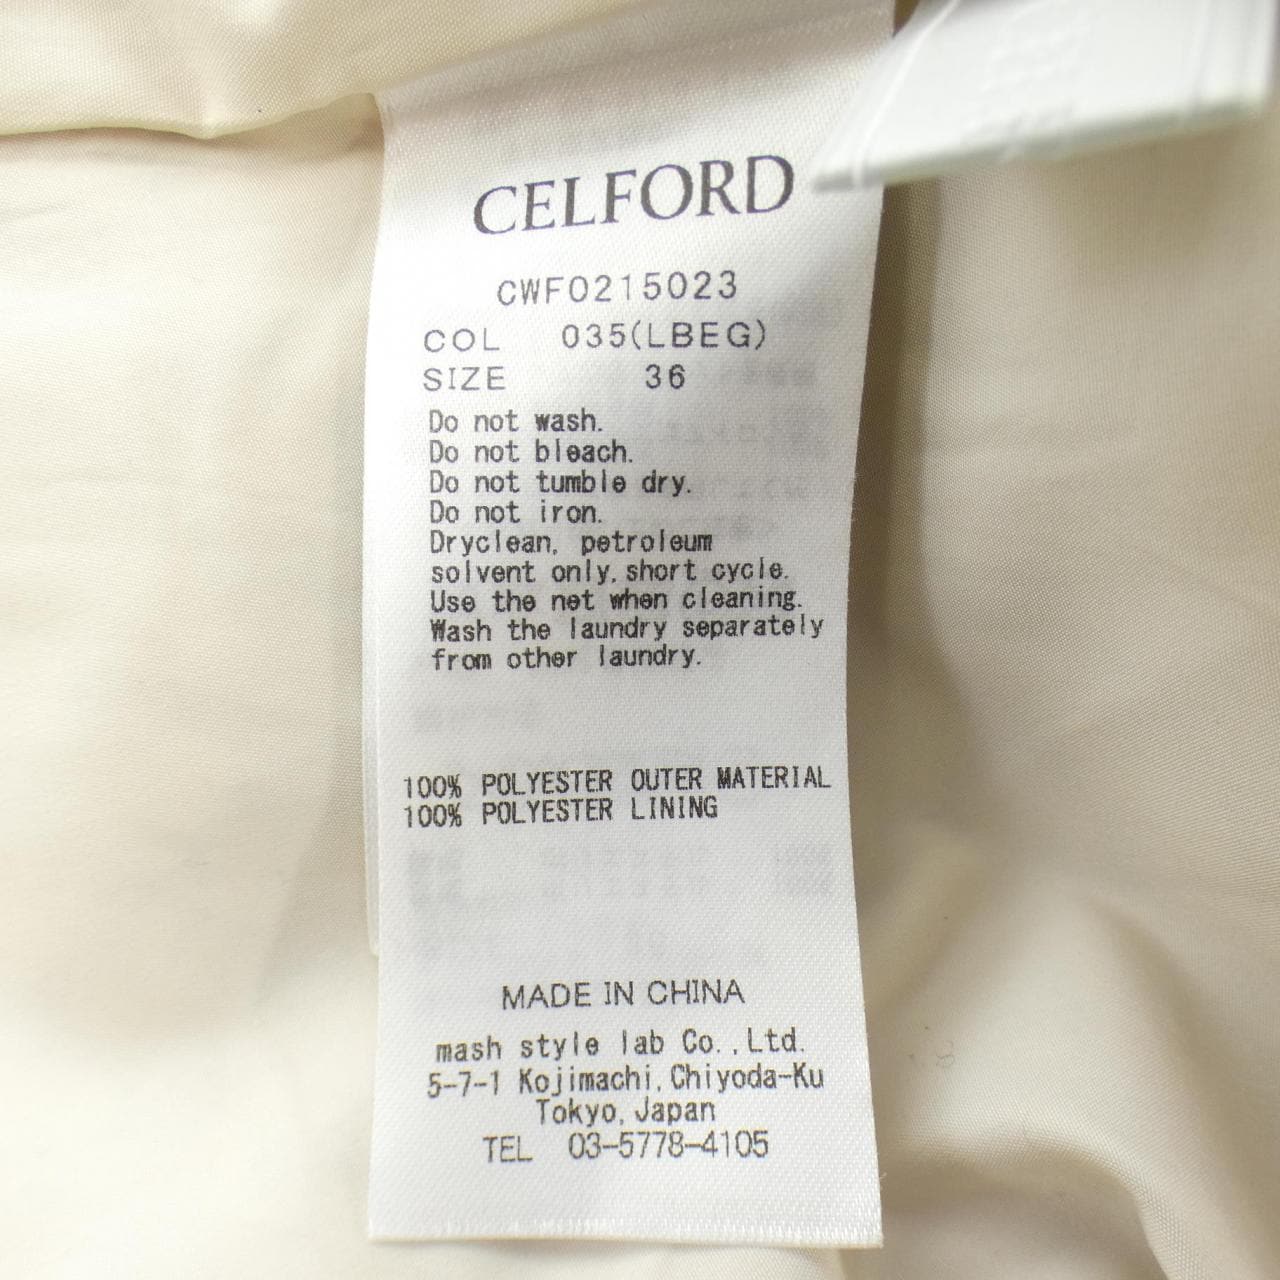 CELFORD
CWFO215023
COL 035(LBEG)
SIZE 36
Do not wash.
Do not bleach.
Do not tumble dry.
Do not iron.
Dryclean, petroleum
solvent only,short cycle.
Use the net when cleaning.
Wash the laundry separately
from other laundry.
100% POLYESTER OUTER MATERIAL
100% POLYESTER LINING
MADE IN CHINA
mash style lab Co.,Ltd.
5-7-1 Kojimachi,Chiyoda-Ku
Tokyo,Japan
TEL 03-5778-4105